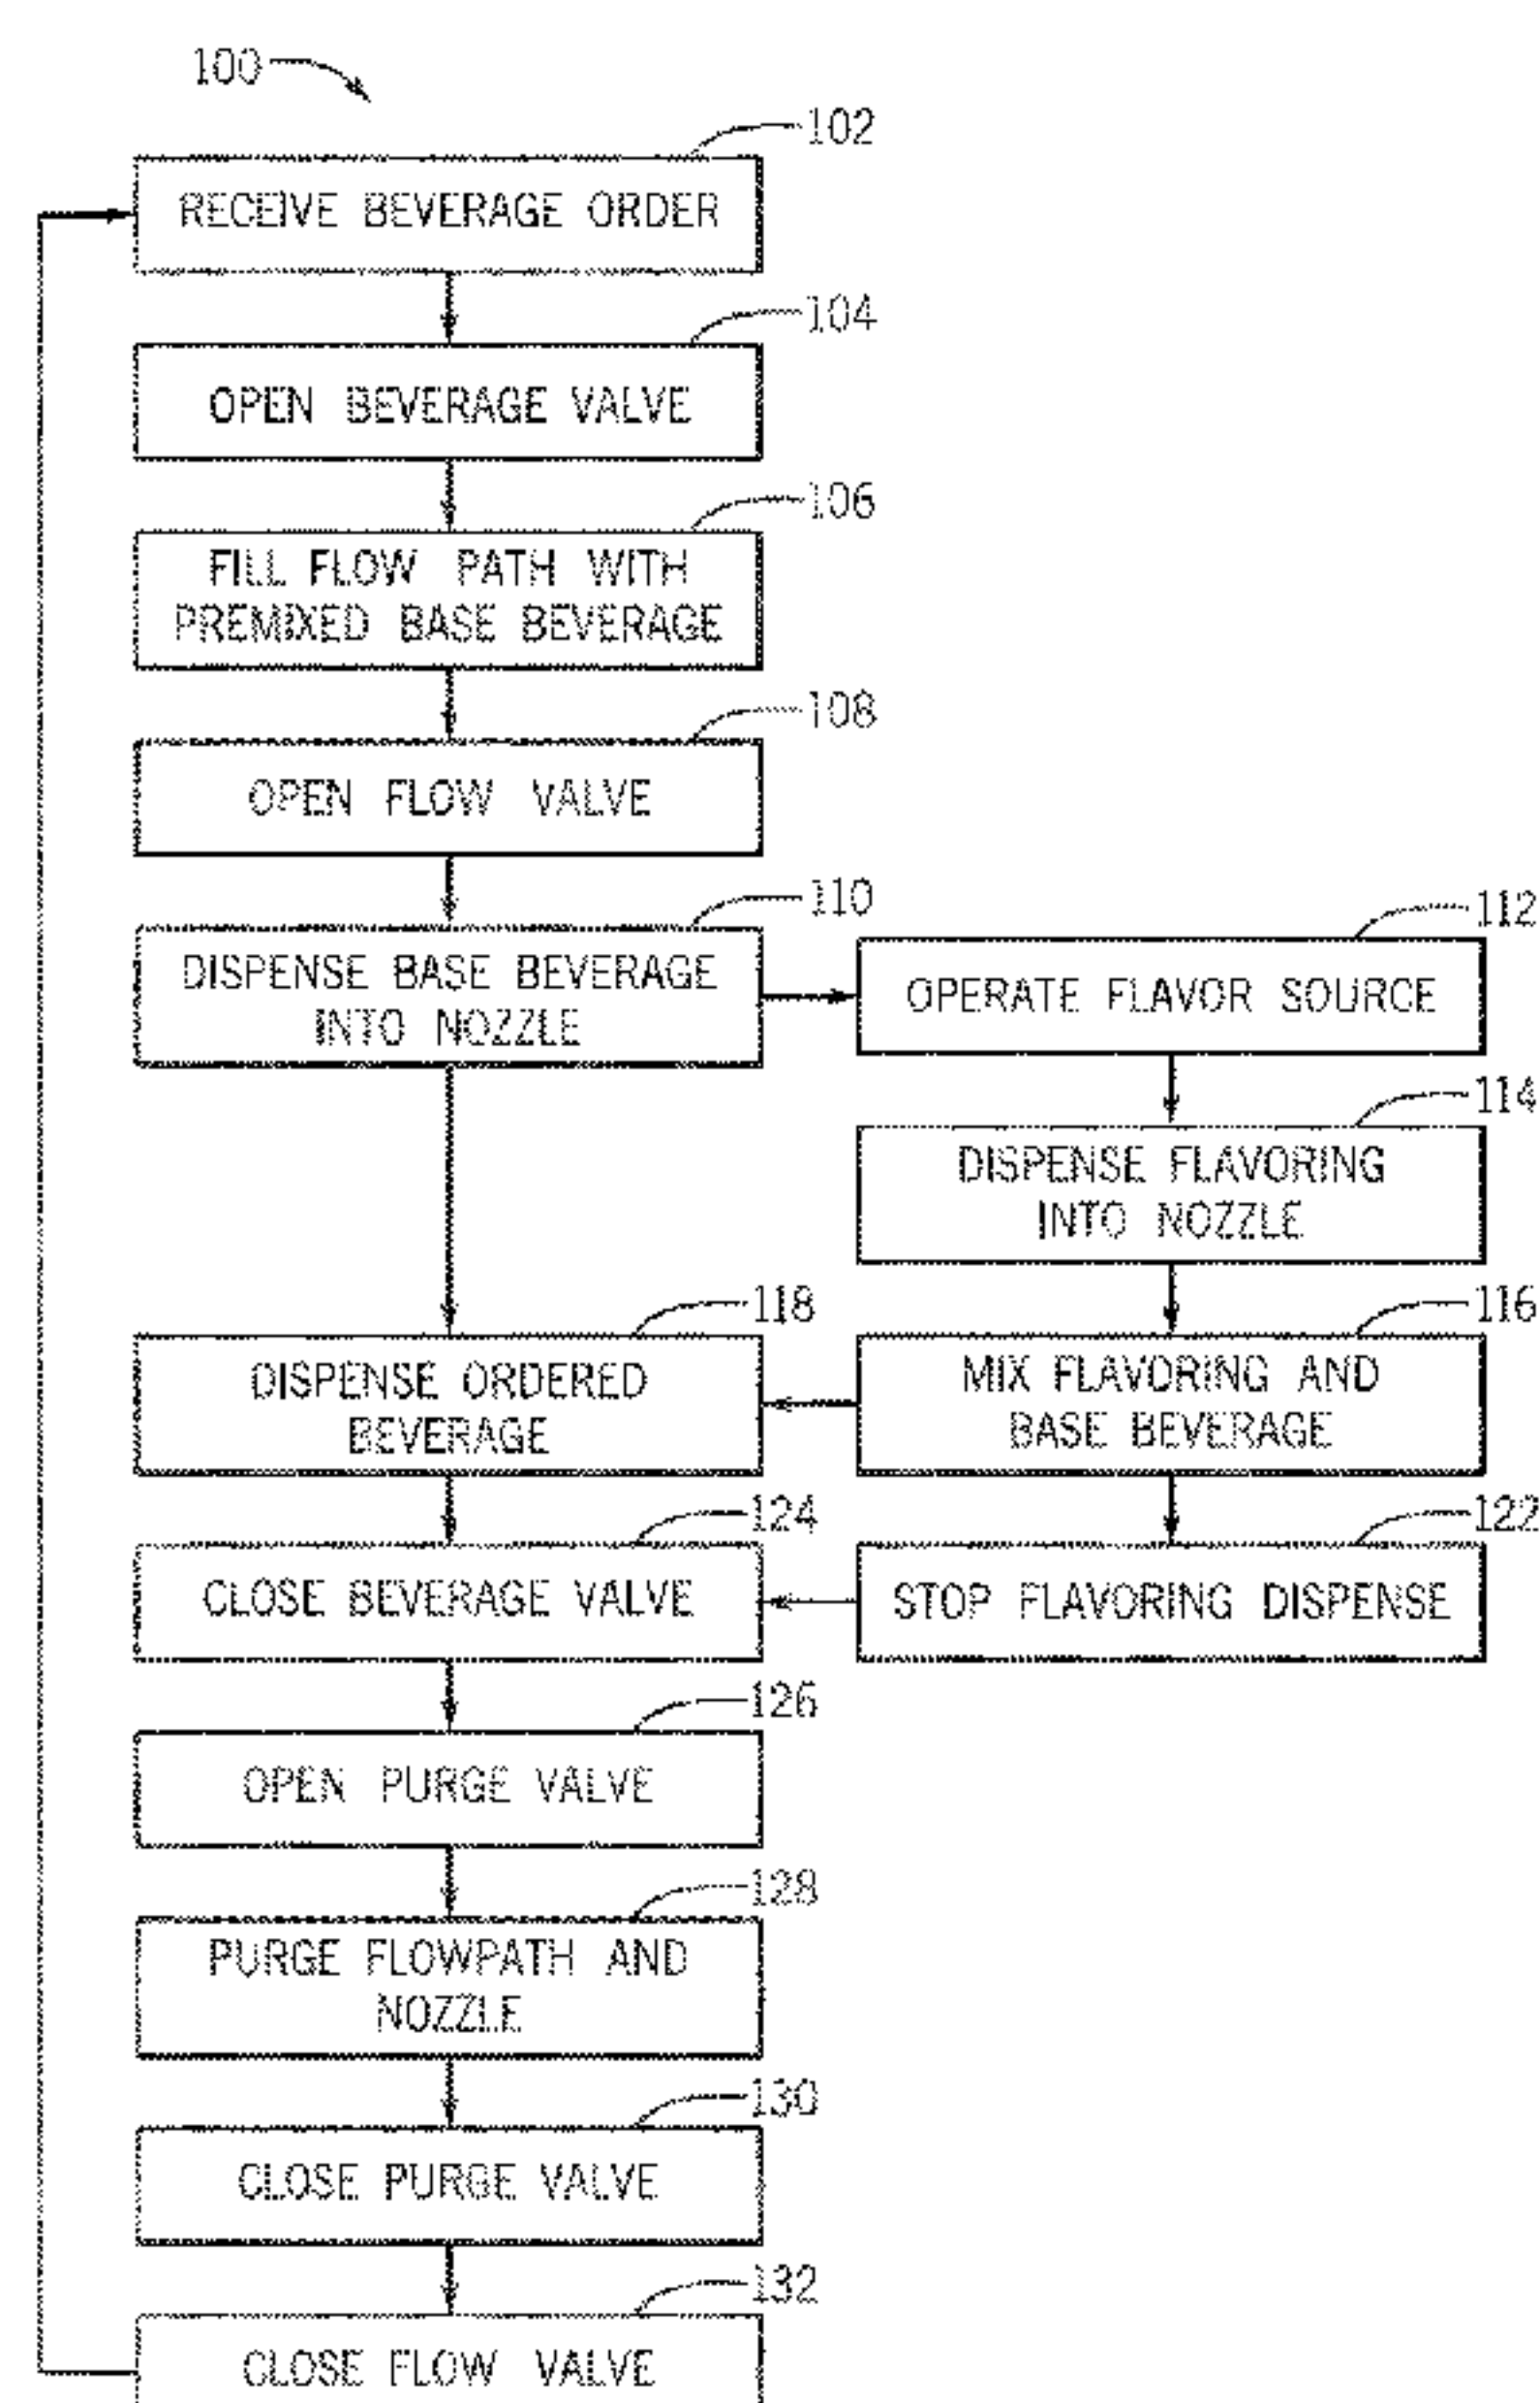 100
102
RECEIVE BEVERAGE ORDER
104
OPEN BEVERAGE VALVE
106
FILL FLOW PATH WITH
PREMIXED BASE BEVERAGE
108
OPEN FLOW VALVE
110
DISPENSE BASE BEVERAGE
INTO NOZZLE
112
OPERATE FLAVOR SOURCE
114
DISPENSE FLAVORING
INTO NOZZLE
116
MIX FLAVORING AND
BASE BEVERAGE
118
DISPENSE ORDERED
BEVERAGE
122
STOP FLAVORING DISPENSE
124
CLOSE BEVERAGE VALVE
126
OPEN PURGE VALVE
128
PURGE FLOWPATH AND
NOZZLE
130
CLOSE PURGE VALVE
132
CLOSE FLOW VALVE